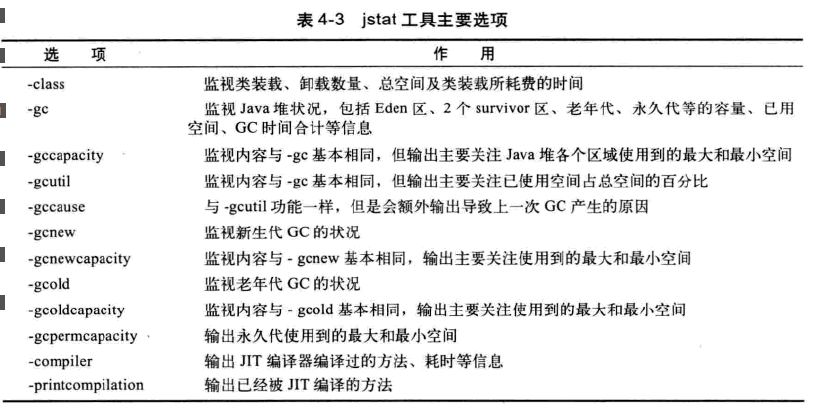 表 4-3 jstat 工具主要选项
选 项 作 用
-class 监视类装载、卸载数量、总空间及类装载所耗费的时间
-gc 监视 Java 堆状况，包括 Eden 区、2 个 survivor 区、老年代、永久代等的容量、已用
空间、GC 时间合计等信息
-gccapacity 监视内容与 -gc 基本相同，但输出主要关注 Java 堆各个区域使用到的最大和最小空间
-gcutil 监视内容与 -gc 基本相同，但输出主要关注已使用空间占总空间的百分比
-gccause 与 -gcutil 功能一样，但是会额外输出导致上一次 GC 产生的原因
-gcnew 监视新生代 GC 的状况
-gcnewcapacity 监视内容与 - gcnew 基本相同，输出主要关注使用到的最大和最小空间
-gcold 监视老年代 GC 的状况
-gcoldcapacity 监视内容与 - gcold 基本相同，输出主要关注使用到的最大和最小空间
-gcpermcapacity 输出永久代使用到的最大和最小空间
-compiler 输出 JIT 编译器编译过的方法、耗时等信息
-printcompilation 输出已经被 JIT 编译的方法